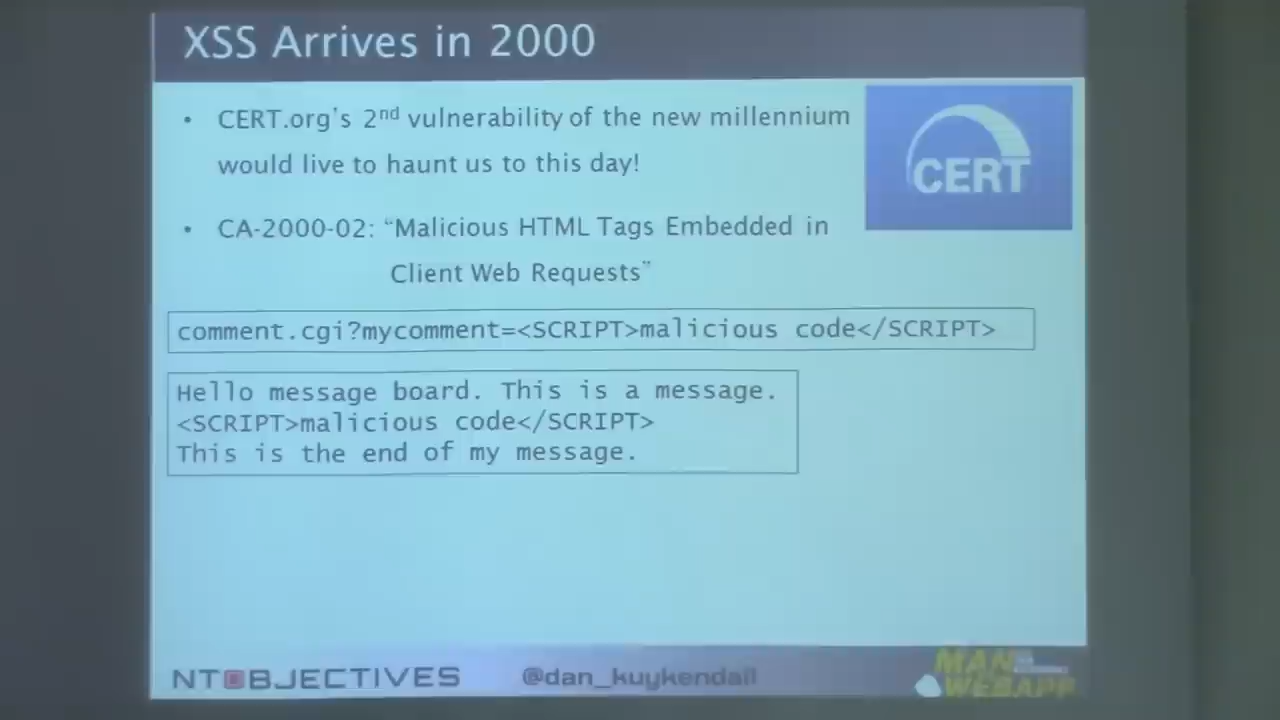 XSS Arrives in 2000
• CERT.org's 2nd vulnerability of the new millennium
would live to haunt us to this day!
CERT
• CA-2000-02: “Malicious HTML Tags Embedded in
Client Web Requests”
comment.cgi?mycomment=<SCRIPT>malicious code</SCRIPT>
Hello message board. This is a message.
<SCRIPT>malicious code</SCRIPT>
This is the end of my message.
NTOBJECTIVES
@dan_kuykendall
MAN
WEBAPP